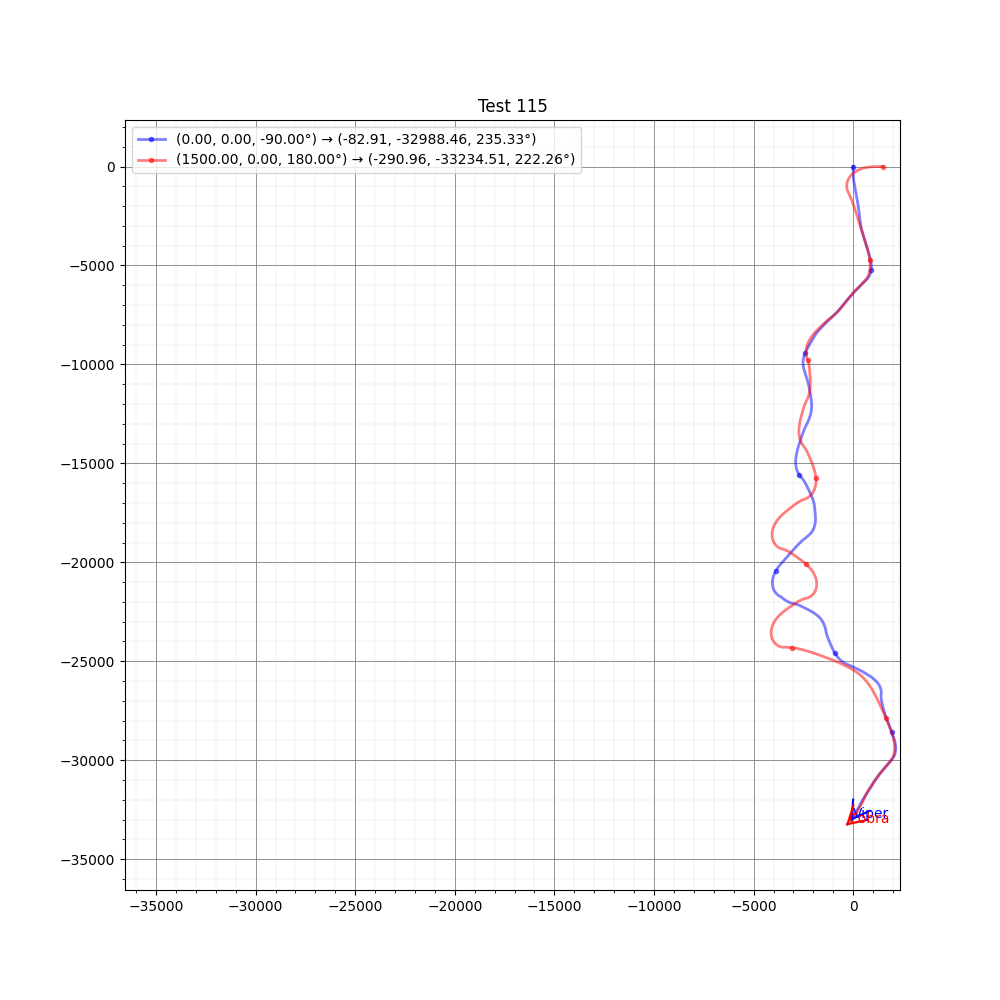 Test 115
(0.00, 0.00, -90.00°) → (-82.91, -32988.46, 235.33°)
(1500.00, 0.00, 180.00°) → (-290.96, -33234.51, 222.26°)
0
−5000
−10000
−15000
−20000
−25000
−30000
−35000
Viper
Cobra
−35000 −30000 −25000 −20000 −15000 −10000 −5000 0